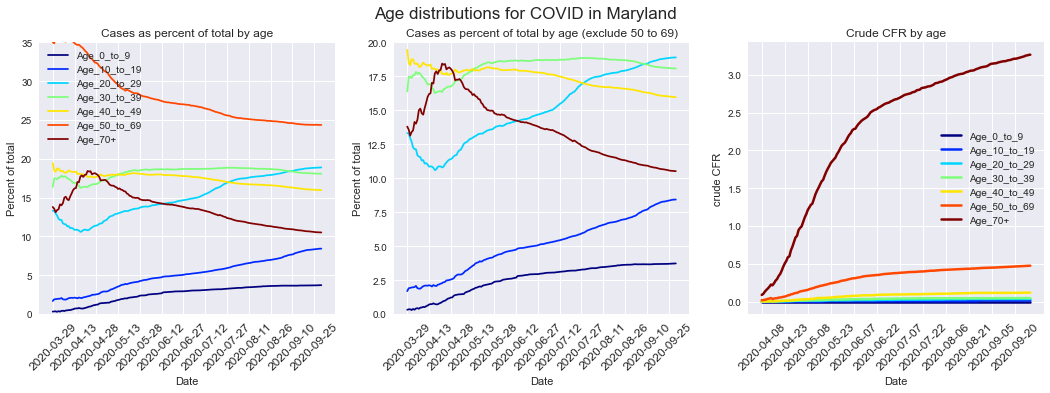 Age distributions for COVID in Maryland
Cases as percent of total by age
35
30
25
20
15
10
5
0
Percent of total
Age_0_to_9
Age_10_to_19
Age_20_to_29
Age_30_to_39
Age_40_to_49
Age_50_to_69
Age_70+
2020-03-29
2020-04-13
2020-04-28
2020-05-13
2020-05-28
2020-06-12
2020-06-27
2020-07-12
2020-07-27
2020-08-11
2020-08-26
2020-09-10
2020-09-25
Date
Cases as percent of total by age (exclude 50 to 69)
20.0
17.5
15.0
12.5
10.0
7.5
5.0
2.5
0.0
Percent of total
2020-03-29
2020-04-13
2020-04-28
2020-05-13
2020-05-28
2020-06-12
2020-06-27
2020-07-12
2020-07-27
2020-08-11
2020-08-26
2020-09-10
2020-09-25
Date
Crude CFR by age
3.0
2.5
2.0
1.5
1.0
0.5
0.0
crude CFR
Age_0_to_9
Age_10_to_19
Age_20_to_29
Age_30_to_39
Age_40_to_49
Age_50_to_69
Age_70+
2020-04-08
2020-04-23
2020-05-08
2020-05-23
2020-06-07
2020-06-22
2020-07-07
2020-07-22
2020-08-06
2020-08-21
2020-09-05
2020-09-20
Date